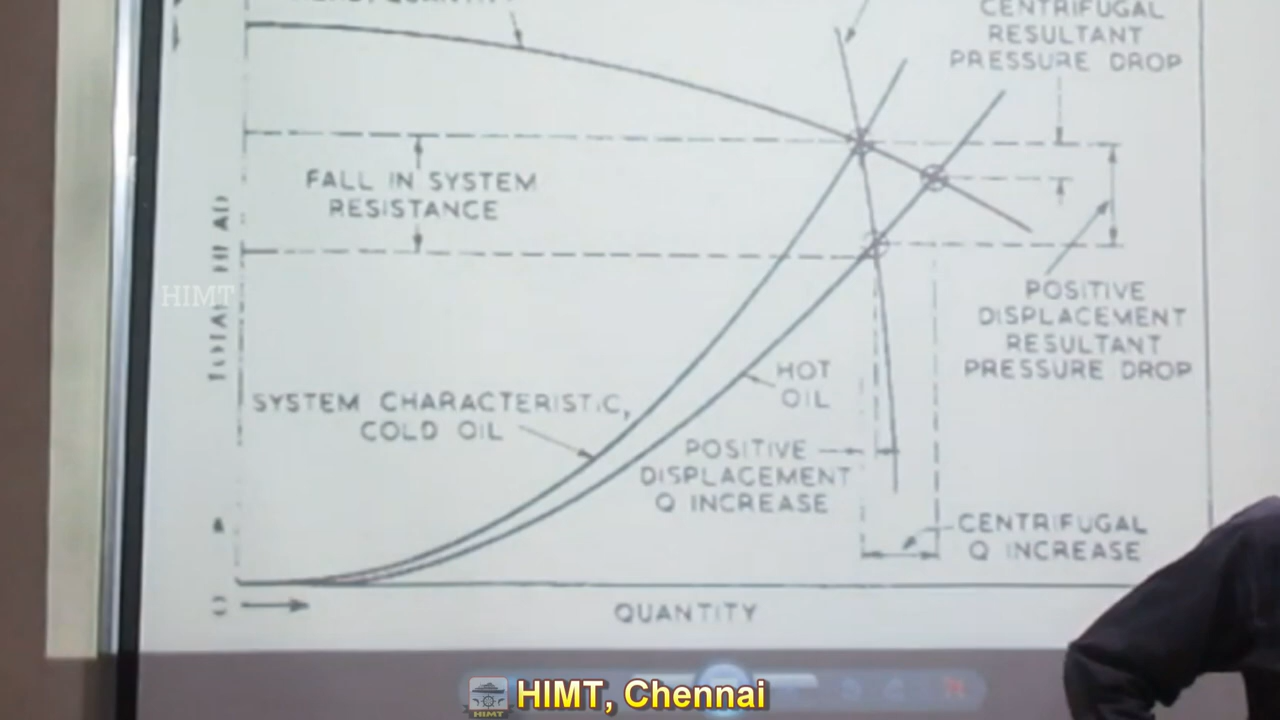 CENTRIFUGAL
RESULTANT
PRESSURE DROP
FALL IN SYSTEM
RESISTANCE
TOTAL HEAD
HIMT
POSITIVE
DISPLACEMENT
RESULTANT
PRESSURE DROP
HOT
OIL
SYSTEM CHARACTERISTIC,
COLD OIL
POSITIVE
DISPLACEMENT
Q INCREASE
CENTRIFUGAL
Q INCREASE
O
QUANTITY
HIMT
HIMT, Chennai